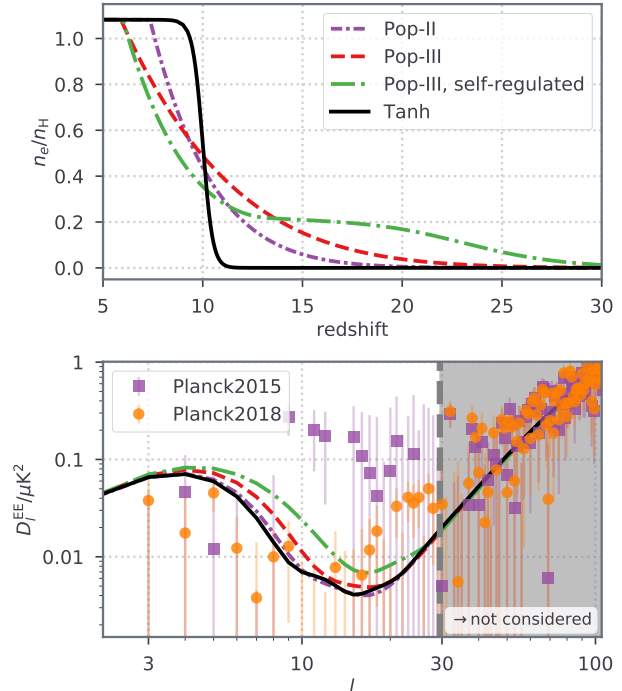 1.0
0.8
0.6
0.4
0.2
0.0
n_e/n_H
Pop-II
Pop-III
Pop-III, self-regulated
Tanh
5 10 15 20 25 30
redshift
1
0.1
0.01
D_l^EE/μK²
Planck2015
Planck2018
→ not considered
3 10 30 100
l